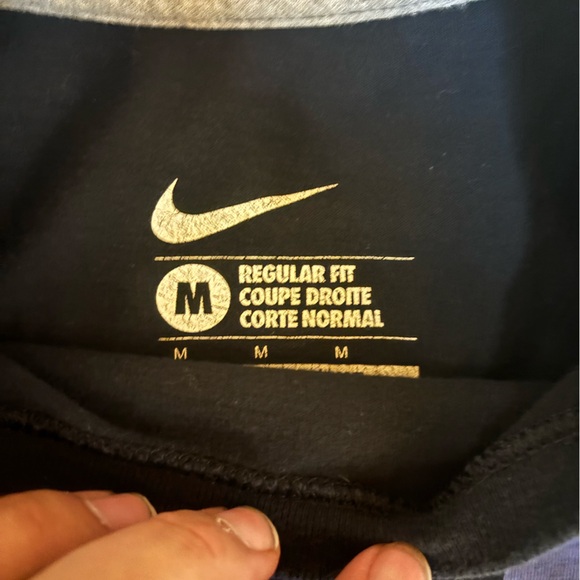 M
REGULAR FIT
COUPE DROITE
CORTE NORMAL
M M M